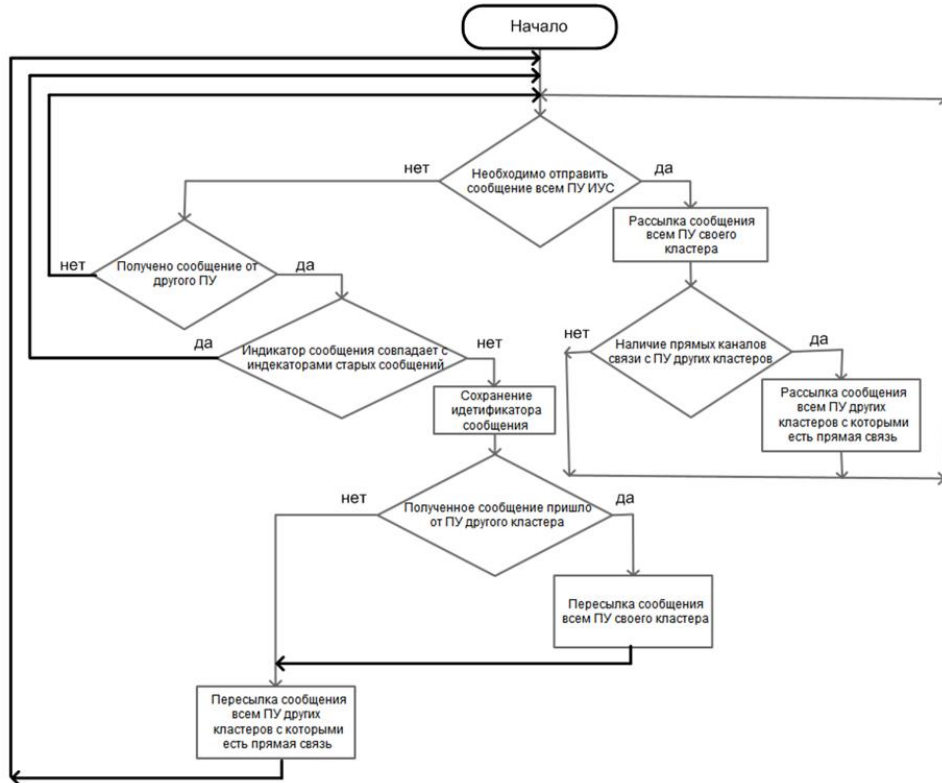 Начало
нет
Необходимо отправить
сообщение всем ПУ ИУС
да
Рассылка сообщения
всем ПУ своего
кластера
нет
Получено сообщение от
другого ПУ
да
нет
Наличие прямых каналов
связи с ПУ других кластеров
да
да
Индикатор сообщения совпадает с
индекаторами старых сообщений
нет
Рассылка сообщения
всем ПУ других
кластеров с которыми
есть прямая связь
Сохранение
идетификатора
сообщения
нет
Полученное сообщение пришло
от ПУ другого кластера
да
Пересылка сообщения
всем ПУ своего кластера
Пересылка сообщения
всем ПУ других
кластеров с которыми
есть прямая связь